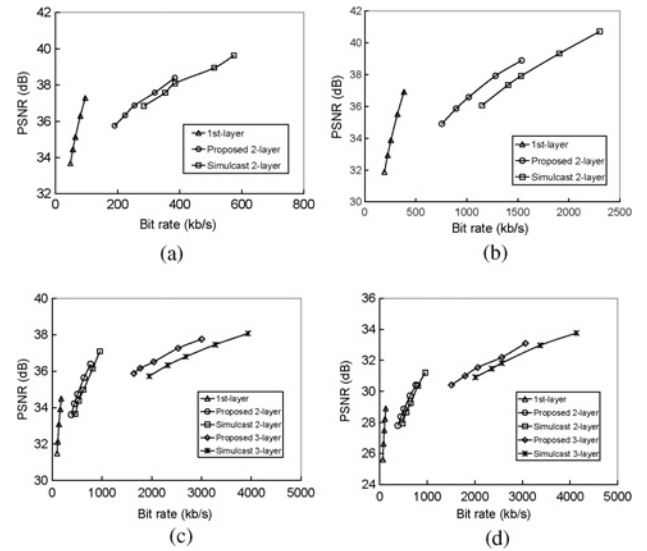 42
40
38
36
34
32
PSNR (dB)
1st-layer
Proposed 2-layer
Simulcast 2-layer
0 200 400 600 800
Bit rate (kb/s)
(a)
42
40
38
36
34
32
30
PSNR (dB)
1st-layer
Proposed 2-layer
Simulcast 2-layer
0 500 1000 1500 2000 2500
Bit rate (kb/s)
(b)
40
38
36
34
32
30
PSNR (dB)
1st-layer
Proposed 2-layer
Simulcast 2-layer
Proposed 3-layer
Simulcast 3-layer
0 1000 2000 3000 4000 5000
Bit rate (kb/s)
(c)
36
34
32
30
28
26
24
PSNR (dB)
1st-layer
Proposed 2-layer
Simulcast 2-layer
Proposed 3-layer
Simulcast 3-layer
0 1000 2000 3000 4000 5000
Bit rate (kb/s)
(d)